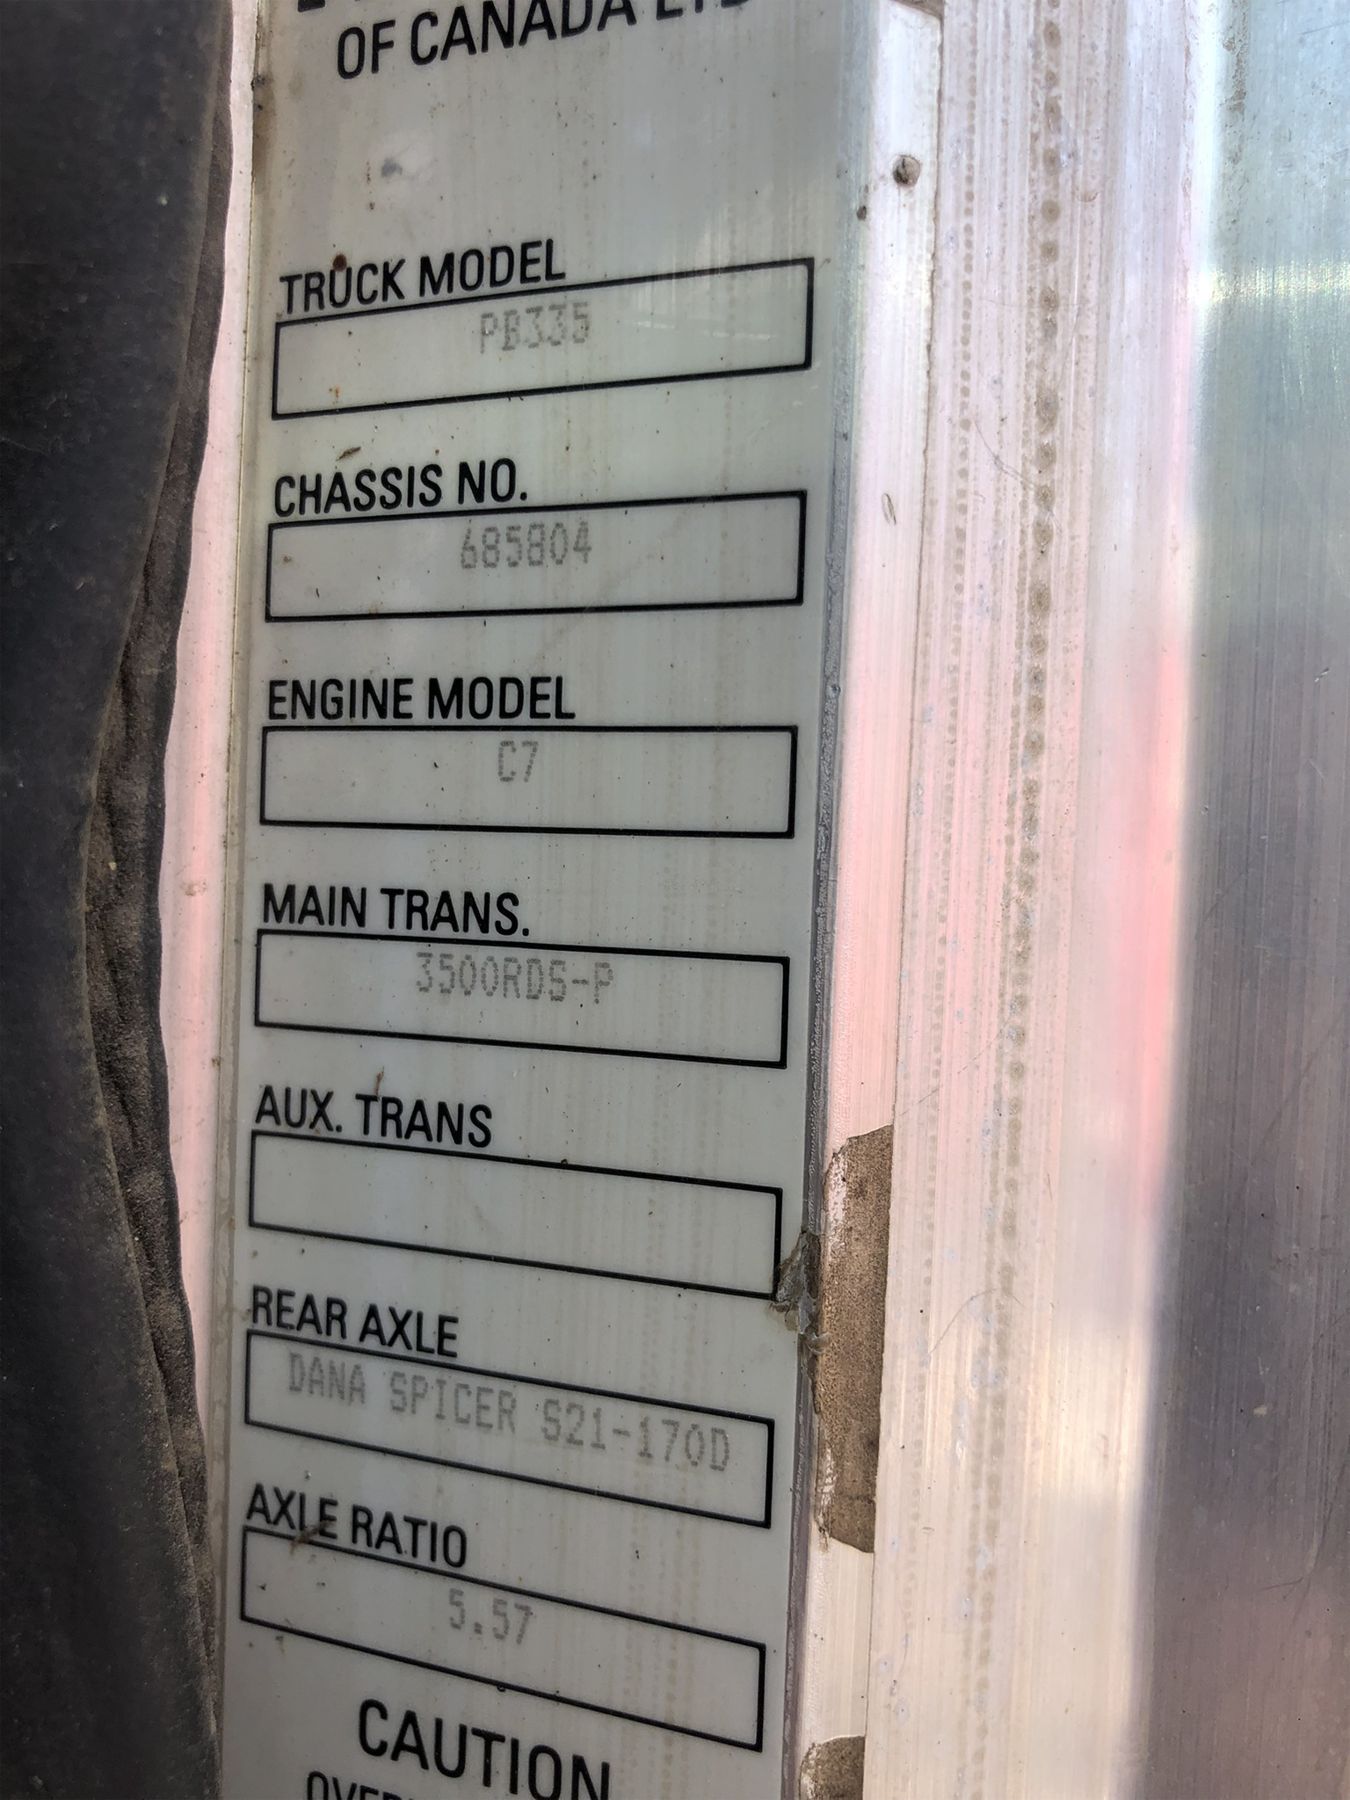 OF CANADA LTD
TRUCK MODEL
PB335
CHASSIS NO.
685804
ENGINE MODEL
C7
MAIN TRANS.
3500RDS-P
AUX. TRANS
REAR AXLE
DANA SPICER S21-170D
AXLE RATIO
5.57
CAUTION